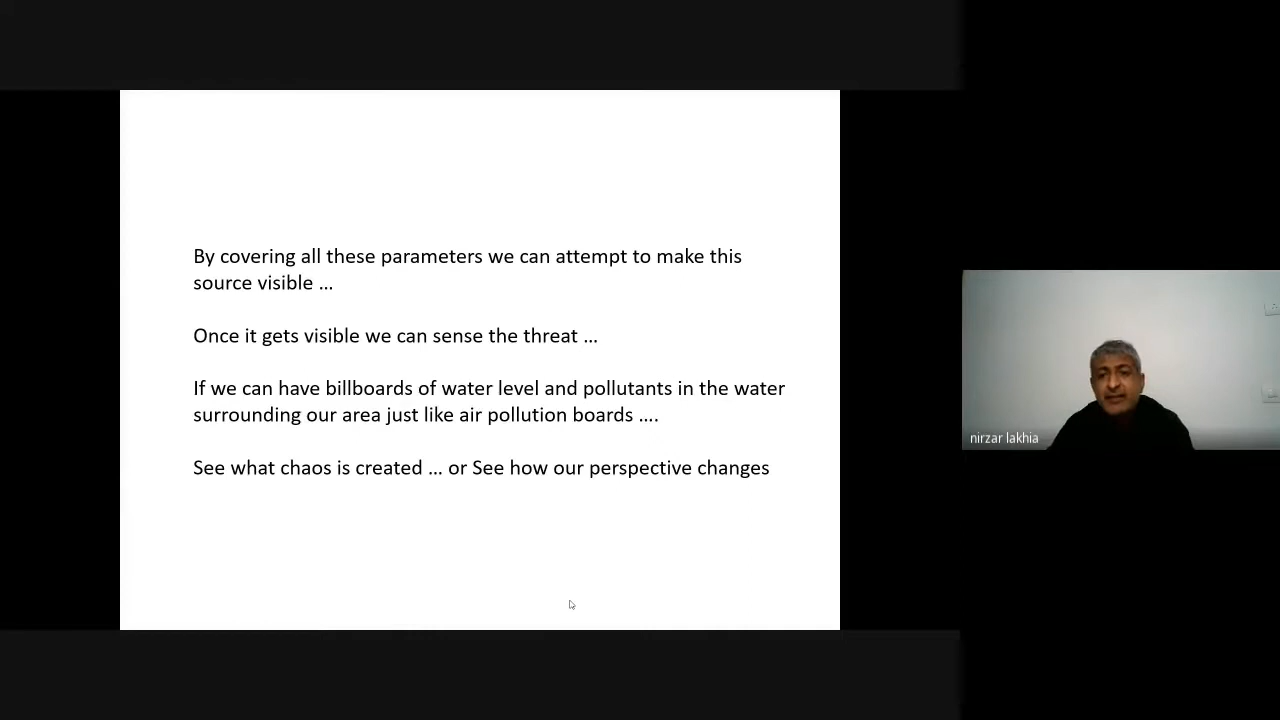 By covering all these parameters we can attempt to make this
source visible …
Once it gets visible we can sense the threat …
If we can have billboards of water level and pollutants in the water
surrounding our area just like air pollution boards ….
See what chaos is created … or See how our perspective changes
nirzar lakhia